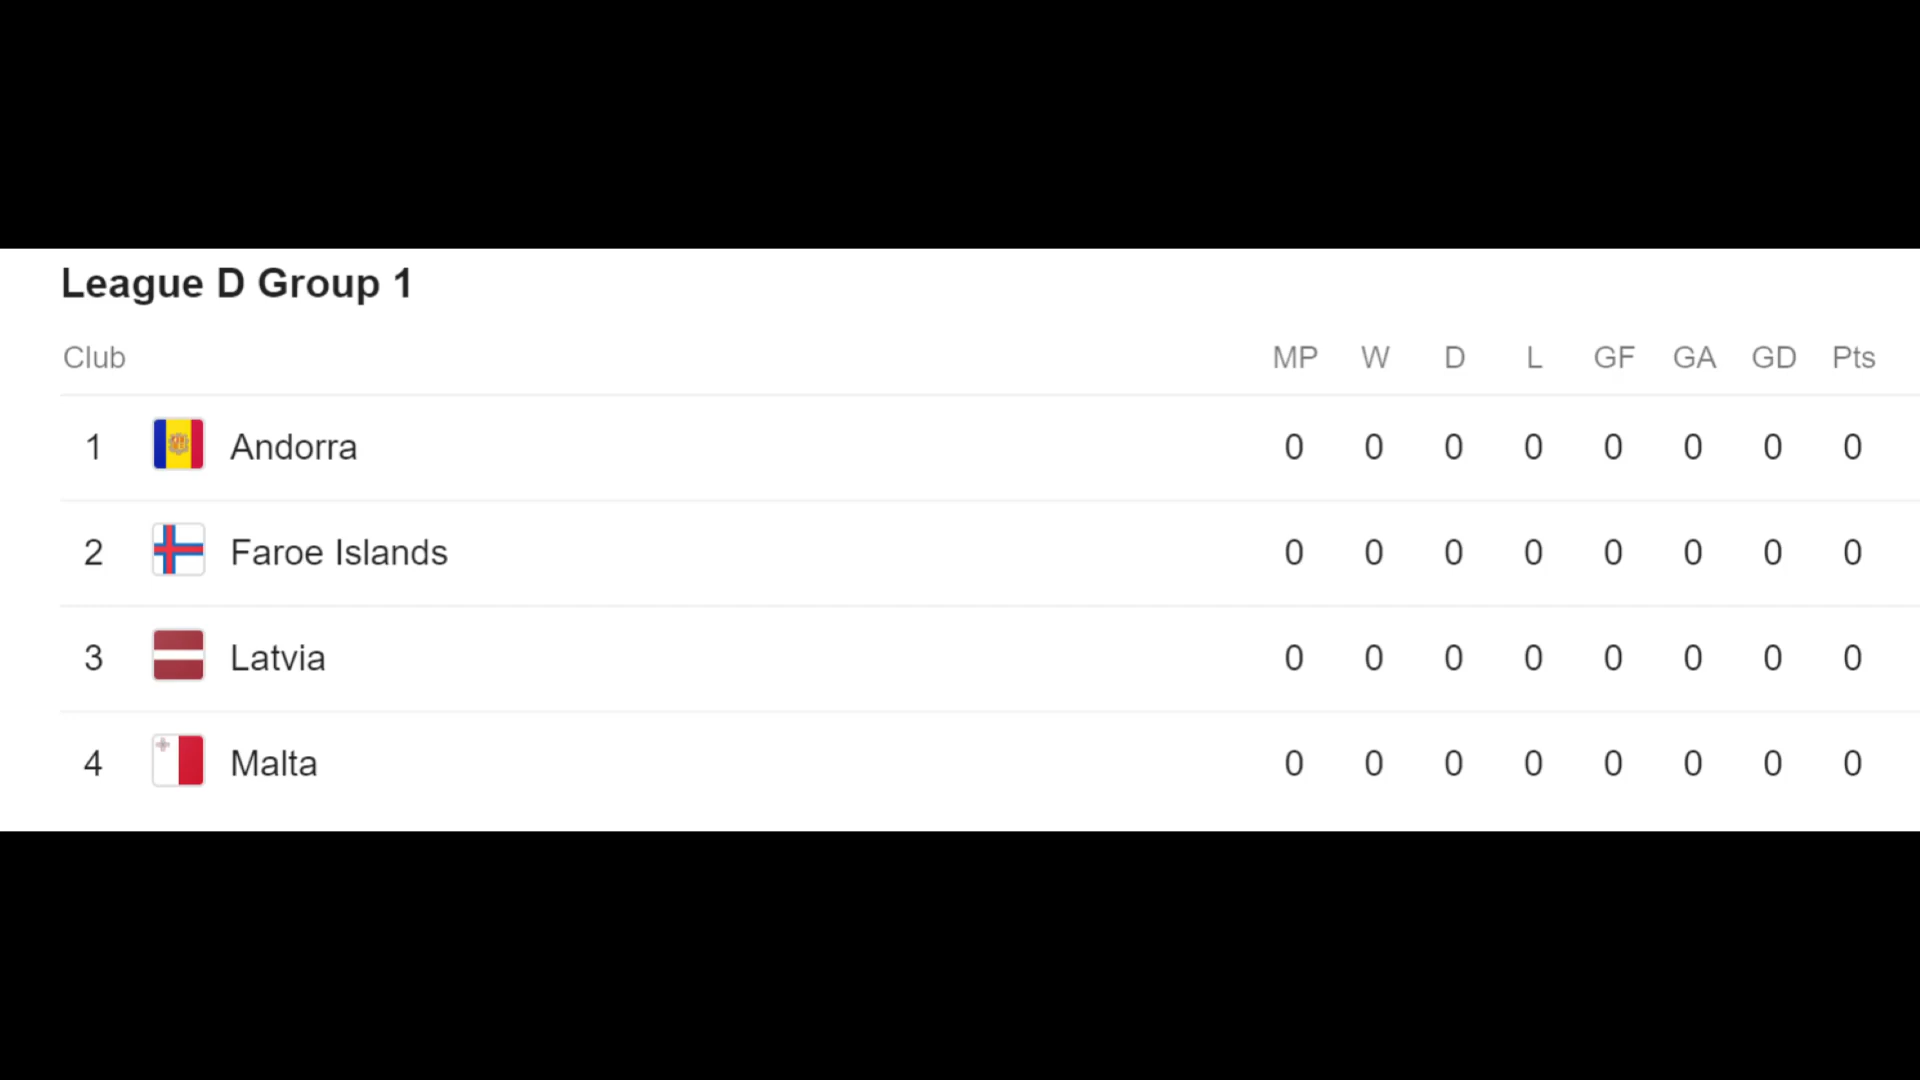 League D Group 1
Club MP W D L GF GA GD Pts
1 Andorra 0 0 0 0 0 0 0 0
2 Faroe Islands 0 0 0 0 0 0 0 0
3 Latvia 0 0 0 0 0 0 0 0
4 Malta 0 0 0 0 0 0 0 0